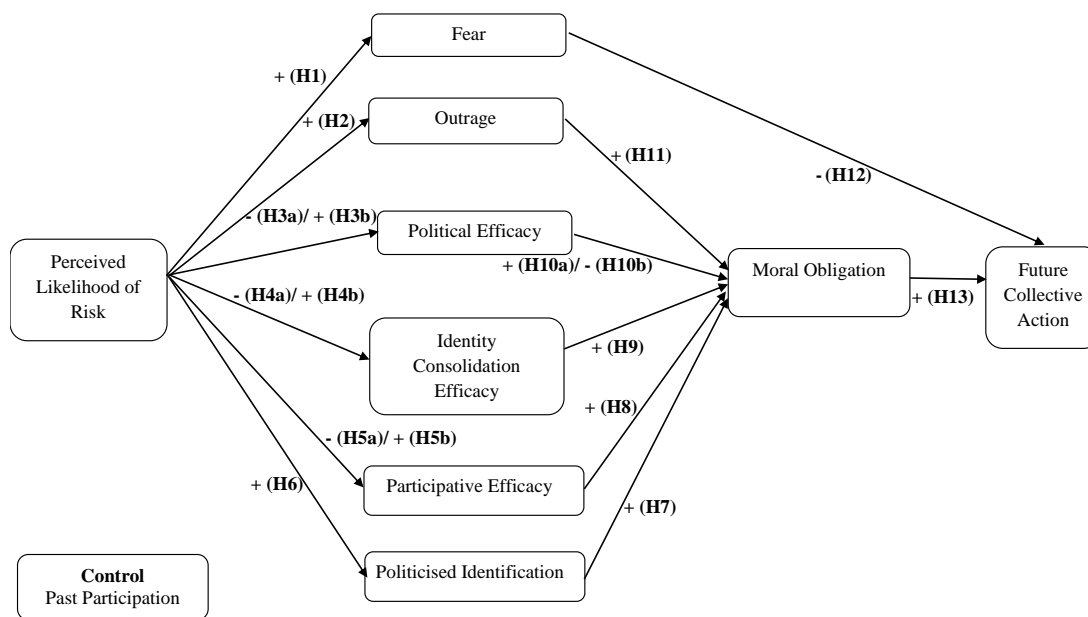 Fear
+ (H1)
+ (H2)
Outrage
+ (H11)
- (H12)
- (H3a)/ + (H3b)
Political Efficacy
+ (H10a)/ - (H10b)
Perceived
Likelihood of
Risk
Moral Obligation
Future
Collective
Action
- (H4a)/ + (H4b)
+ (H13)
Identity
Consolidation
Efficacy
+ (H9)
+ (H8)
- (H5a)/ + (H5b)
+ (H6)
Participative Efficacy
+ (H7)
Politicised Identification
Control
Past Participation